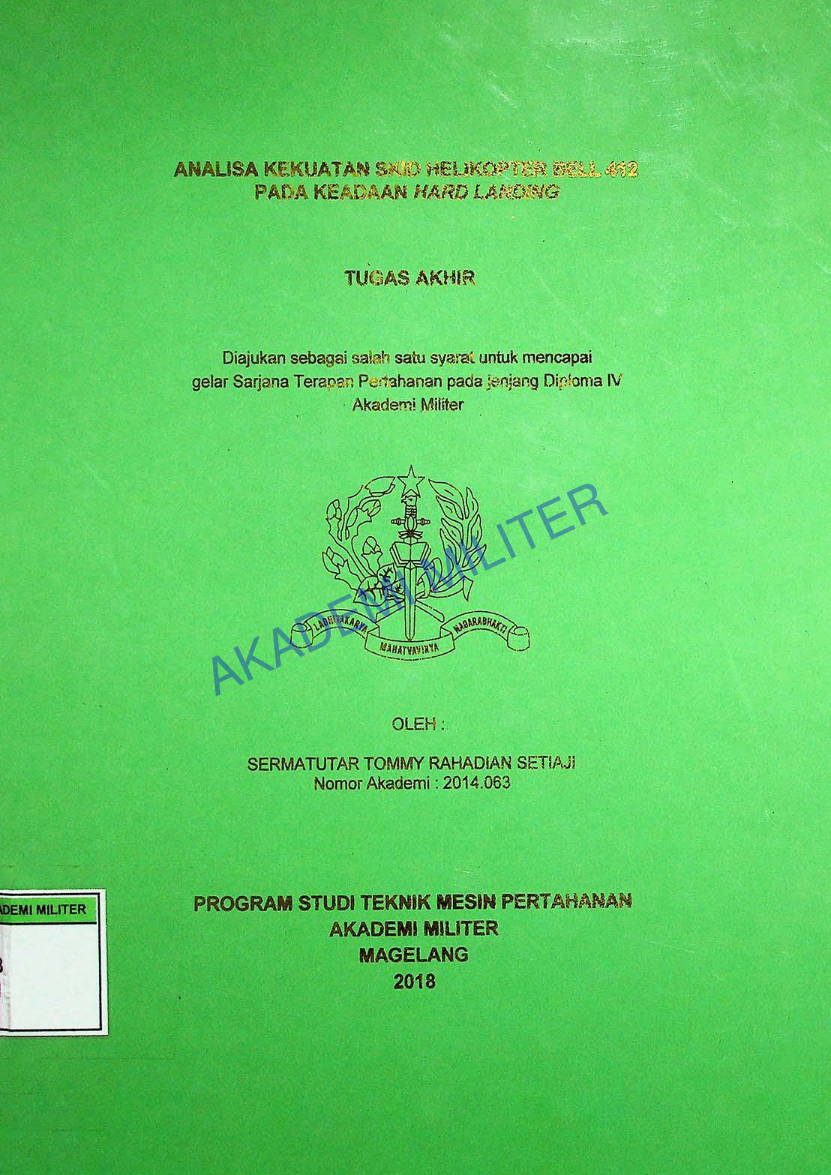 ANALISA KEKUATAN SKID HELIKOPTER BELL 412
PADA KEADAAN HARD LANDING
TUGAS AKHIR
Diajukan sebagai salah satu syarat untuk mencapai
gelar Sarjana Terapan Pertahanan pada jenjang Diploma IV
Akademi Militer
AKADEMI MILITER
MAHATVAVIRYA
NAGARABHAKTI
OLEH :
SERMATUTAR TOMMY RAHADIAN SETIAJI
Nomor Akademi : 2014.063
ADEMI MILITER
PROGRAM STUDI TEKNIK MESIN PERTAHANAN
AKADEMI MILITER
MAGELANG
2018